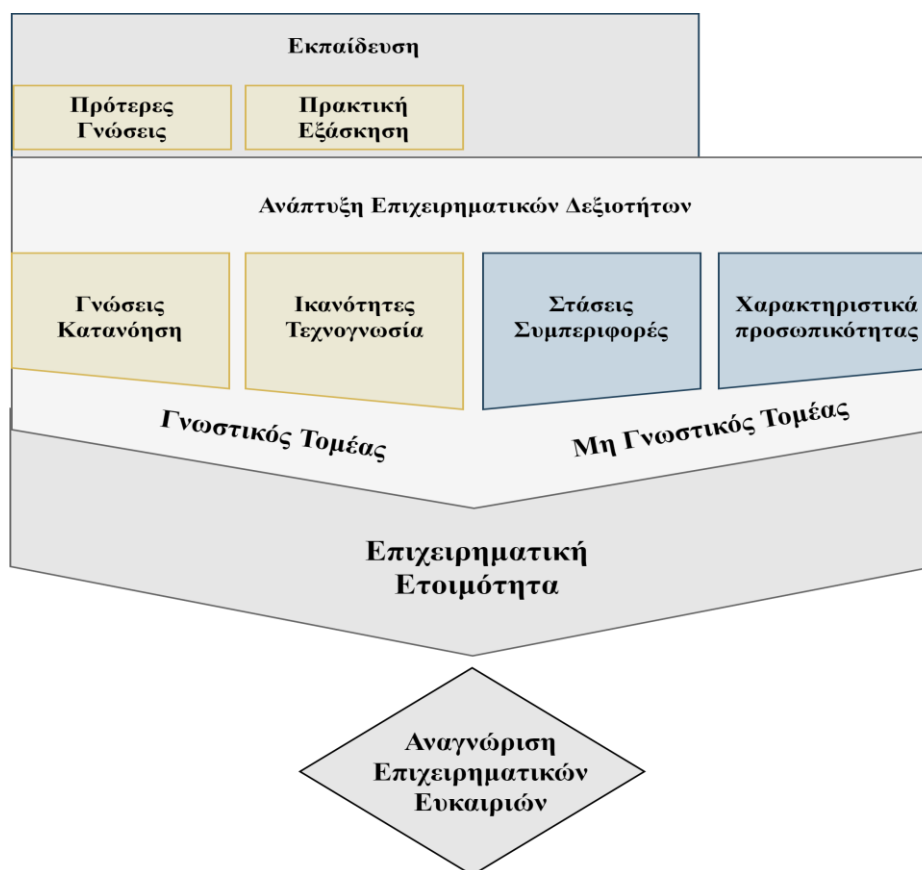 Εκπαίδευση
Πρότερες
Γνώσεις
Πρακτική
Εξάσκηση
Ανάπτυξη Επιχειρηματικών Δεξιοτήτων
Γνώσεις
Κατανόηση
Ικανότητες
Τεχνογνωσία
Στάσεις
Συμπεριφορές
Χαρακτηριστικά
προσωπικότητας
Γνωστικός Τομέας
Μη Γνωστικός Τομέας
Επιχειρηματική
Ετοιμότητα
Αναγνώριση
Επιχειρηματικών
Ευκαιριών